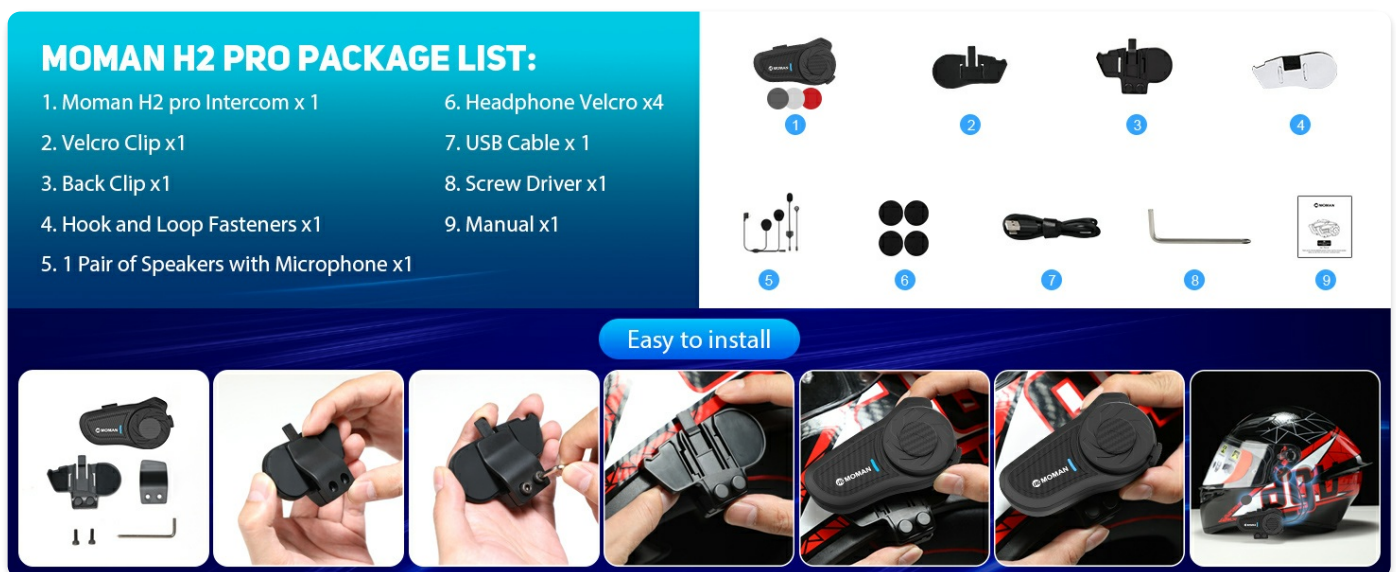 MOMAN H2 PRO PACKAGE LIST:
1. Moman H2 pro Intercom x 1
2. Velcro Clip x1
3. Back Clip x1
4. Hook and Loop Fasteners x1
5. 1 Pair of Speakers with Microphone x1
6. Headphone Velcro x4
7. USB Cable x 1
8. Screw Driver x1
9. Manual x1
MOMAN
1
2
3
4
MOMAN
5
6
7
8
9
Easy to install
MOMAN
MOMAN
MOMAN